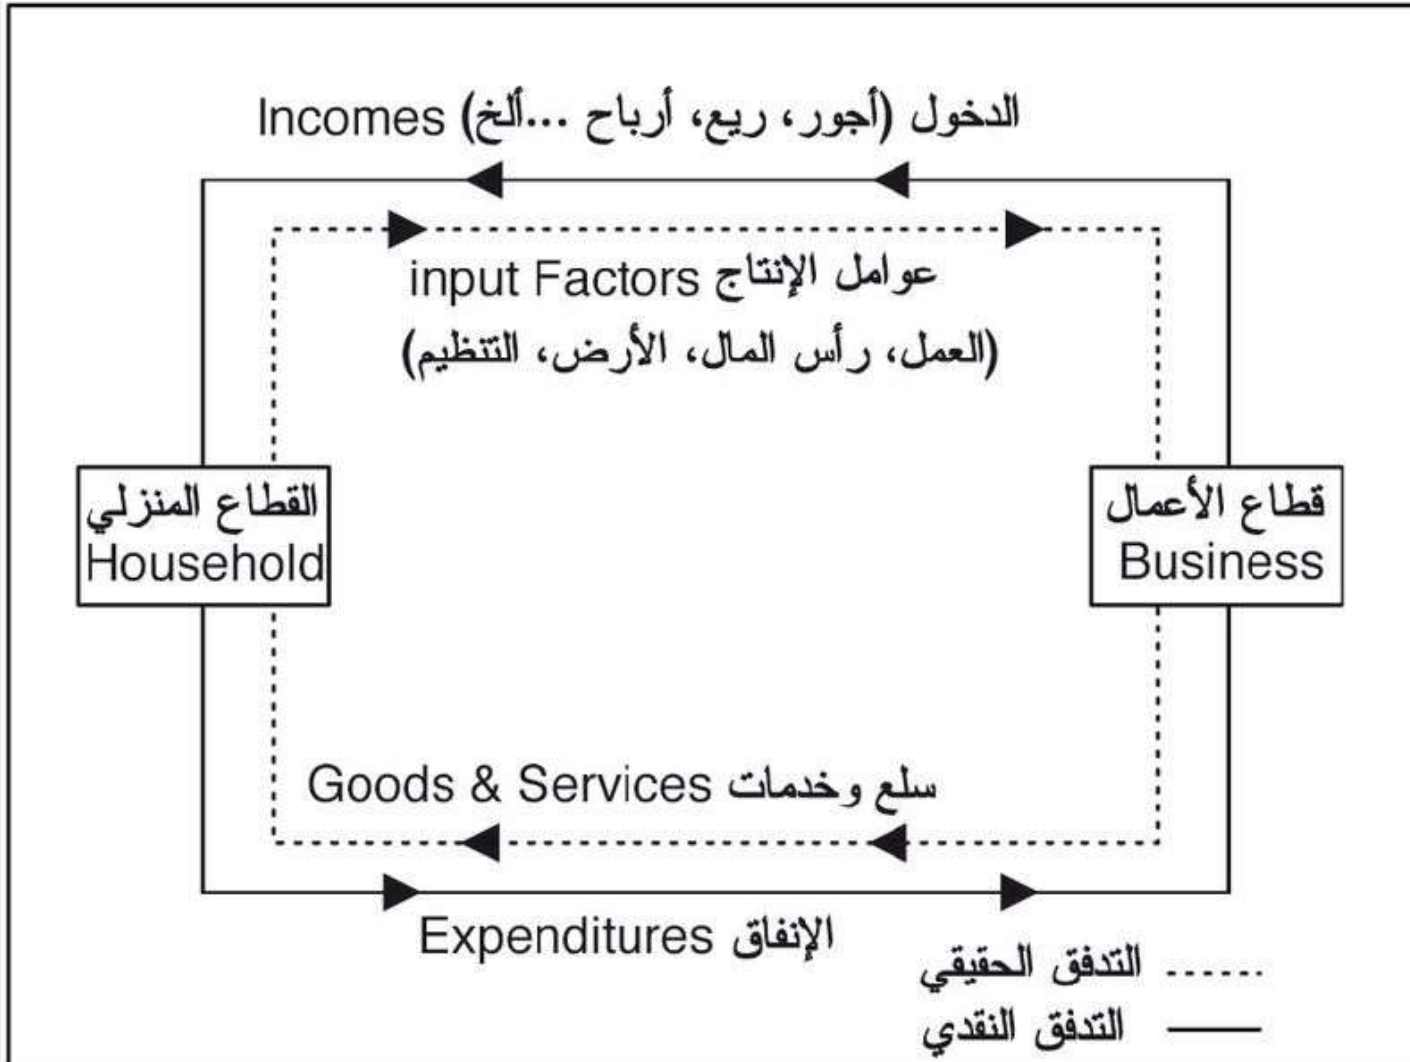 الدخول (أجور، ريع، أرباح ...ألخ) Incomes
عوامل الإنتاج input Factors
(العمل، رأس المال، الأرض، التنظيم)
القطاع المنزلي
Household
قطاع الأعمال
Business
سلع وخدمات Goods & Services
الإنفاق Expenditures
التدفق الحقيقي
التدفق النقدي